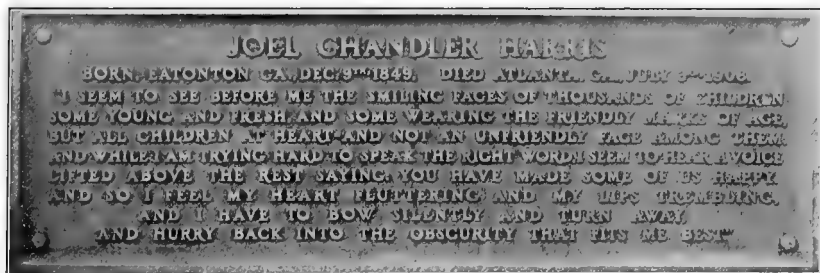 JOEL CHANDLER HARRIS
BORN, EATONTON GA., DEC. 9TH 1849. DIED ATLANTA, GA., JULY 3RD 1908.
"I SEEM TO SEE BEFORE ME THE SMILING FACES OF THOUSANDS OF CHILDREN
SOME YOUNG AND FRESH AND SOME WEARING THE FRIENDLY MARKS OF AGE,
BUT ALL CHILDREN AT HEART AND NOT AN UNFRIENDLY FACE AMONG THEM.
AND WHILE I AM TRYING HARD TO SPEAK THE RIGHT WORD I SEEM TO HEAR A VOICE
LIFTED ABOVE THE REST SAYING: YOU HAVE MADE SOME OF US HAPPY.
AND SO I FEEL MY HEART FLUTTERING AND MY LIPS TREMBLING,
AND I HAVE TO BOW SILENTLY AND TURN AWAY,
AND HURRY BACK INTO THE OBSCURITY THAT FITS ME BEST"